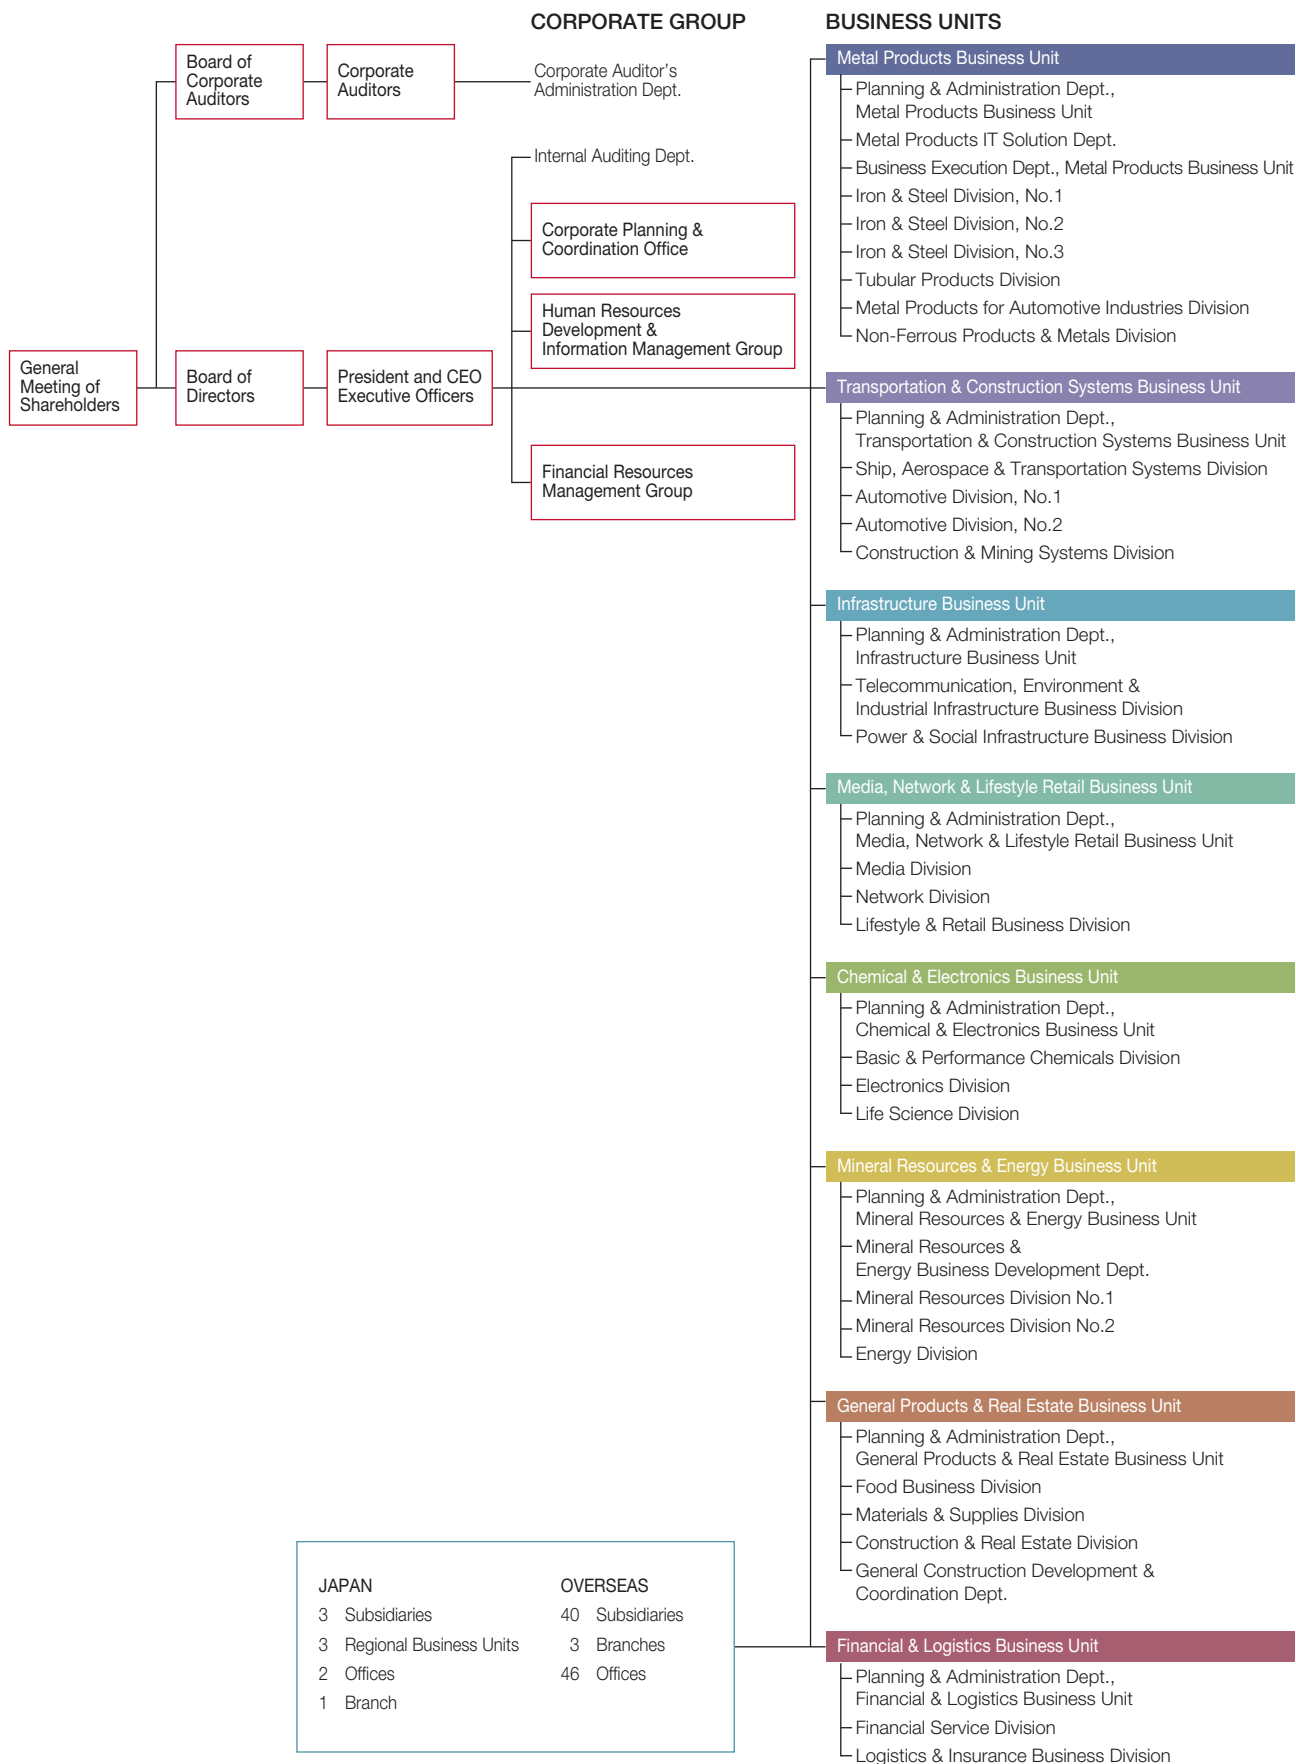 CORPORATE GROUP
BUSINESS UNITS
General
Meeting of
Shareholders
Board of
Corporate
Auditors
Corporate
Auditors
Corporate Auditor's
Administration Dept.
Board of
Directors
President and CEO
Executive Officers
Internal Auditing Dept.
Corporate Planning &
Coordination Office
Human Resources
Development &
Information Management Group
Financial Resources
Management Group
Metal Products Business Unit
Planning & Administration Dept.,
Metal Products Business Unit
Metal Products IT Solution Dept.
Business Execution Dept., Metal Products Business Unit
Iron & Steel Division, No.1
Iron & Steel Division, No.2
Iron & Steel Division, No.3
Tubular Products Division
Metal Products for Automotive Industries Division
Non-Ferrous Products & Metals Division
Transportation & Construction Systems Business Unit
Planning & Administration Dept.,
Transportation & Construction Systems Business Unit
Ship, Aerospace & Transportation Systems Division
Automotive Division, No.1
Automotive Division, No.2
Construction & Mining Systems Division
Infrastructure Business Unit
Planning & Administration Dept.,
Infrastructure Business Unit
Telecommunication, Environment &
Industrial Infrastructure Business Division
Power & Social Infrastructure Business Division
Media, Network & Lifestyle Retail Business Unit
Planning & Administration Dept.,
Media, Network & Lifestyle Retail Business Unit
Media Division
Network Division
Lifestyle & Retail Business Division
Chemical & Electronics Business Unit
Planning & Administration Dept.,
Chemical & Electronics Business Unit
Basic & Performance Chemicals Division
Electronics Division
Life Science Division
Mineral Resources & Energy Business Unit
Planning & Administration Dept.,
Mineral Resources & Energy Business Unit
Mineral Resources &
Energy Business Development Dept.
Mineral Resources Division No.1
Mineral Resources Division No.2
Energy Division
General Products & Real Estate Business Unit
Planning & Administration Dept.,
General Products & Real Estate Business Unit
Food Business Division
Materials & Supplies Division
Construction & Real Estate Division
General Construction Development &
Coordination Dept.
Financial & Logistics Business Unit
Planning & Administration Dept.,
Financial & Logistics Business Unit
Financial Service Division
Logistics & Insurance Business Division
JAPAN
3 Subsidiaries
3 Regional Business Units
2 Offices
1 Branch
OVERSEAS
40 Subsidiaries
3 Branches
46 Offices